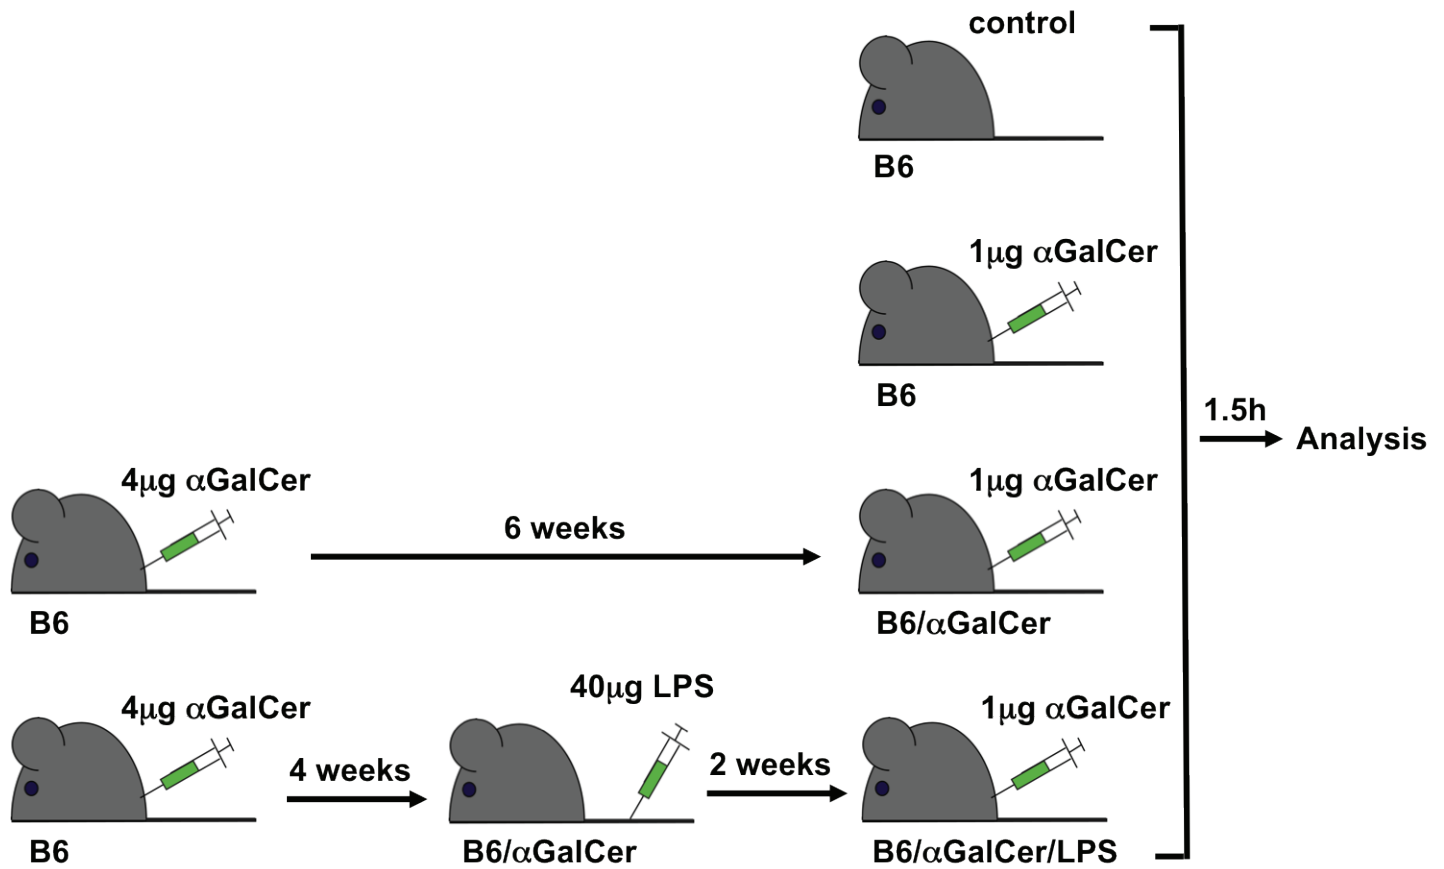 control
B6
1μg αGalCer
B6
1.5h
Analysis
4μg αGalCer
6 weeks
1μg αGalCer
B6
B6/αGalCer
4μg αGalCer
4 weeks
40μg LPS
2 weeks
1μg αGalCer
B6
B6/αGalCer
B6/αGalCer/LPS